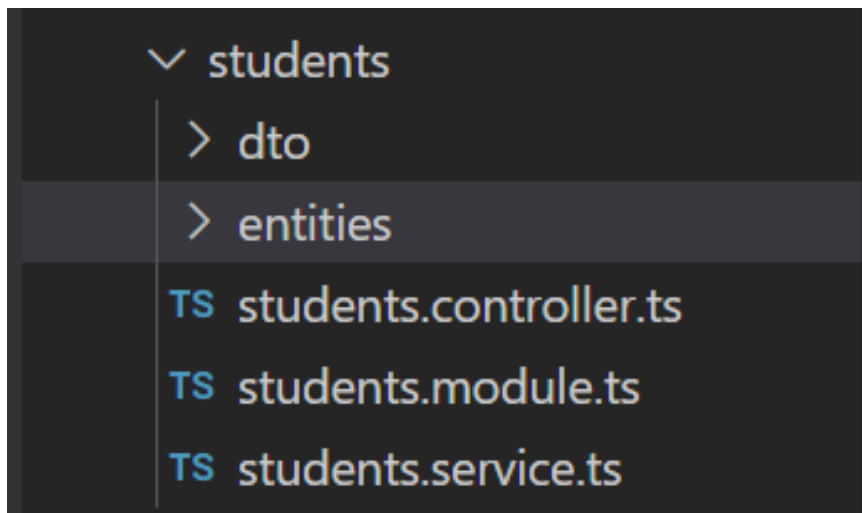 students
dto
entities
TS students.controller.ts
TS students.module.ts
TS students.service.ts